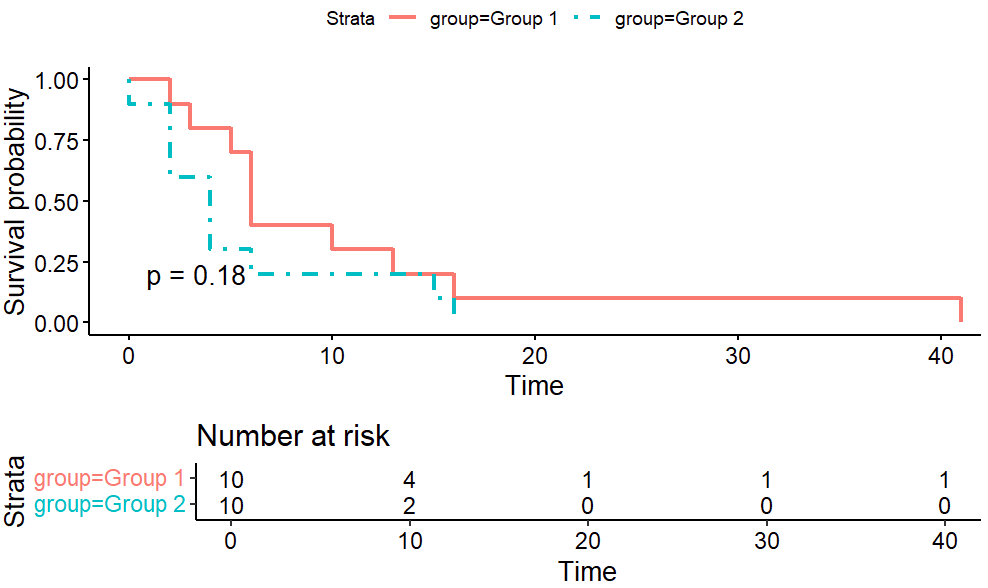 Strata group=Group 1 group=Group 2
Survival probability
1.00
0.75
0.50
0.25
0.00
p = 0.18
0 10 20 30 40
Time
Number at risk
Strata
group=Group 1 10 4 1 1 1
group=Group 2 10 2 0 0 0
0 10 20 30 40
Time